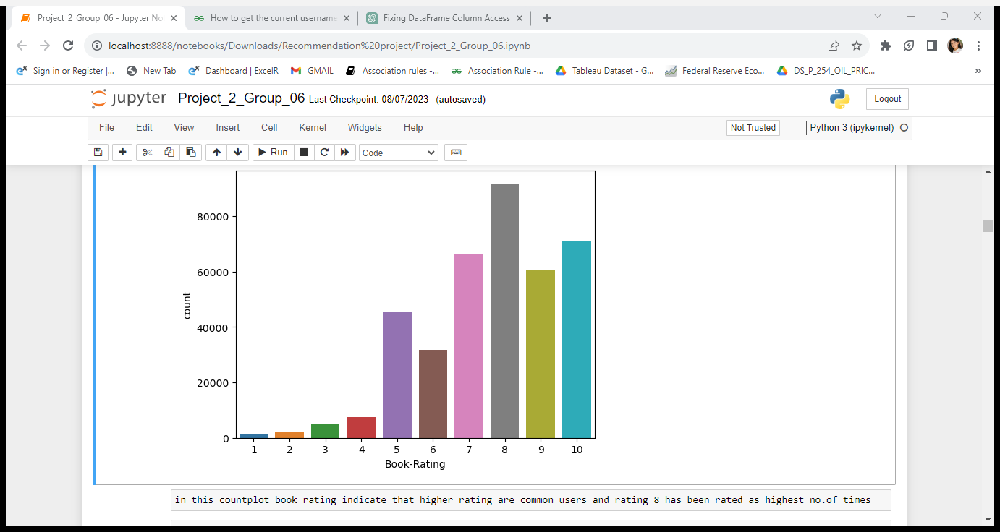 Project_2_Group_06 - Jupyter No
How to get the current username
Fixing DataFrame Column Access
localhost:8888/notebooks/Downloads/Recommendation%20project/Project_2_Group_06.ipynb
Sign in or Register |... New Tab Dashboard | ExcelR GMAIL Association rules -... Association Rule -... Tableau Dataset - G... Federal Reserve Eco... DS_P_254_OIL_PRIC... »
jupyter Project_2_Group_06 Last Checkpoint: 08/07/2023 (autosaved) Logout
File Edit View Insert Cell Kernel Widgets Help Not Trusted Python 3 (ipykernel)
Run Code
80000
60000
40000
20000
0
count
1 2 3 4 5 6 7 8 9 10
Book-Rating
in this countplot book rating indicate that higher rating are common users and rating 8 has been rated as highest no.of times